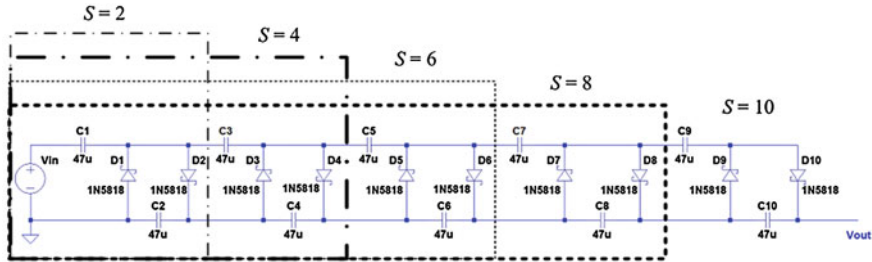 S = 2
S = 4
S = 6
S = 8
S = 10
C1
47u
C3
47u
C5
47u
C7
47u
C9
47u
Vin
D1
1N5818
D2
1N5818
D3
1N5818
D4
1N5818
D5
1N5818
D6
1N5818
D7
1N5818
D8
1N5818
D9
1N5818
D10
1N5818
C2
47u
C4
47u
C6
47u
C8
47u
C10
47u
Vout